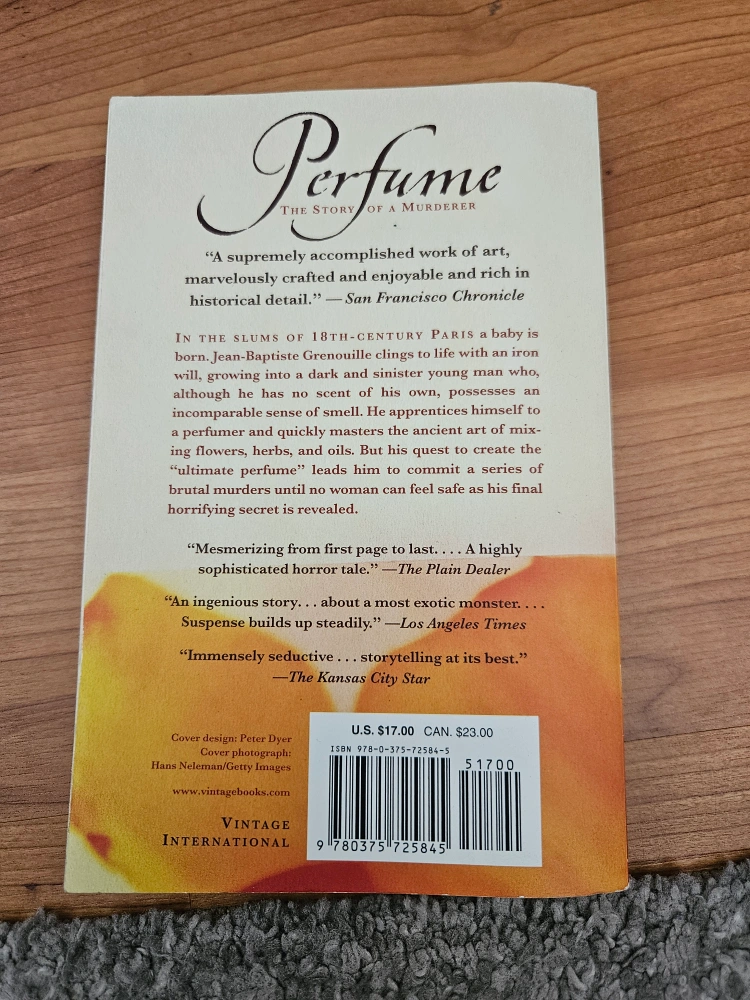 Perfume
THE STORY OF A MURDERER
“A supremely accomplished work of art,
marvelously crafted and enjoyable and rich in
historical detail.” —San Francisco Chronicle
IN THE SLUMS OF 18TH-CENTURY PARIS a baby is
born. Jean-Baptiste Grenouille clings to life with an iron
will, growing into a dark and sinister young man who,
although he has no scent of his own, possesses an
incomparable sense of smell. He apprentices himself to
a perfumer and quickly masters the ancient art of mix-
ing flowers, herbs, and oils. But his quest to create the
“ultimate perfume” leads him to commit a series of
brutal murders until no woman can feel safe as his final
horrifying secret is revealed.
“Mesmerizing from first page to last. . . . A highly
sophisticated horror tale.” —The Plain Dealer
“An ingenious story. . . about a most exotic monster. . . .
Suspense builds up steadily.” —Los Angeles Times
“Immensely seductive . . . storytelling at its best.”
—The Kansas City Star
Cover design: Peter Dyer
Cover photograph:
Hans Neleman/Getty Images
www.vintagebooks.com
VINTAGE
INTERNATIONAL
U.S. $17.00 CAN. $23.00
ISBN 978-0-375-72584-5
51700
9 780375 725845